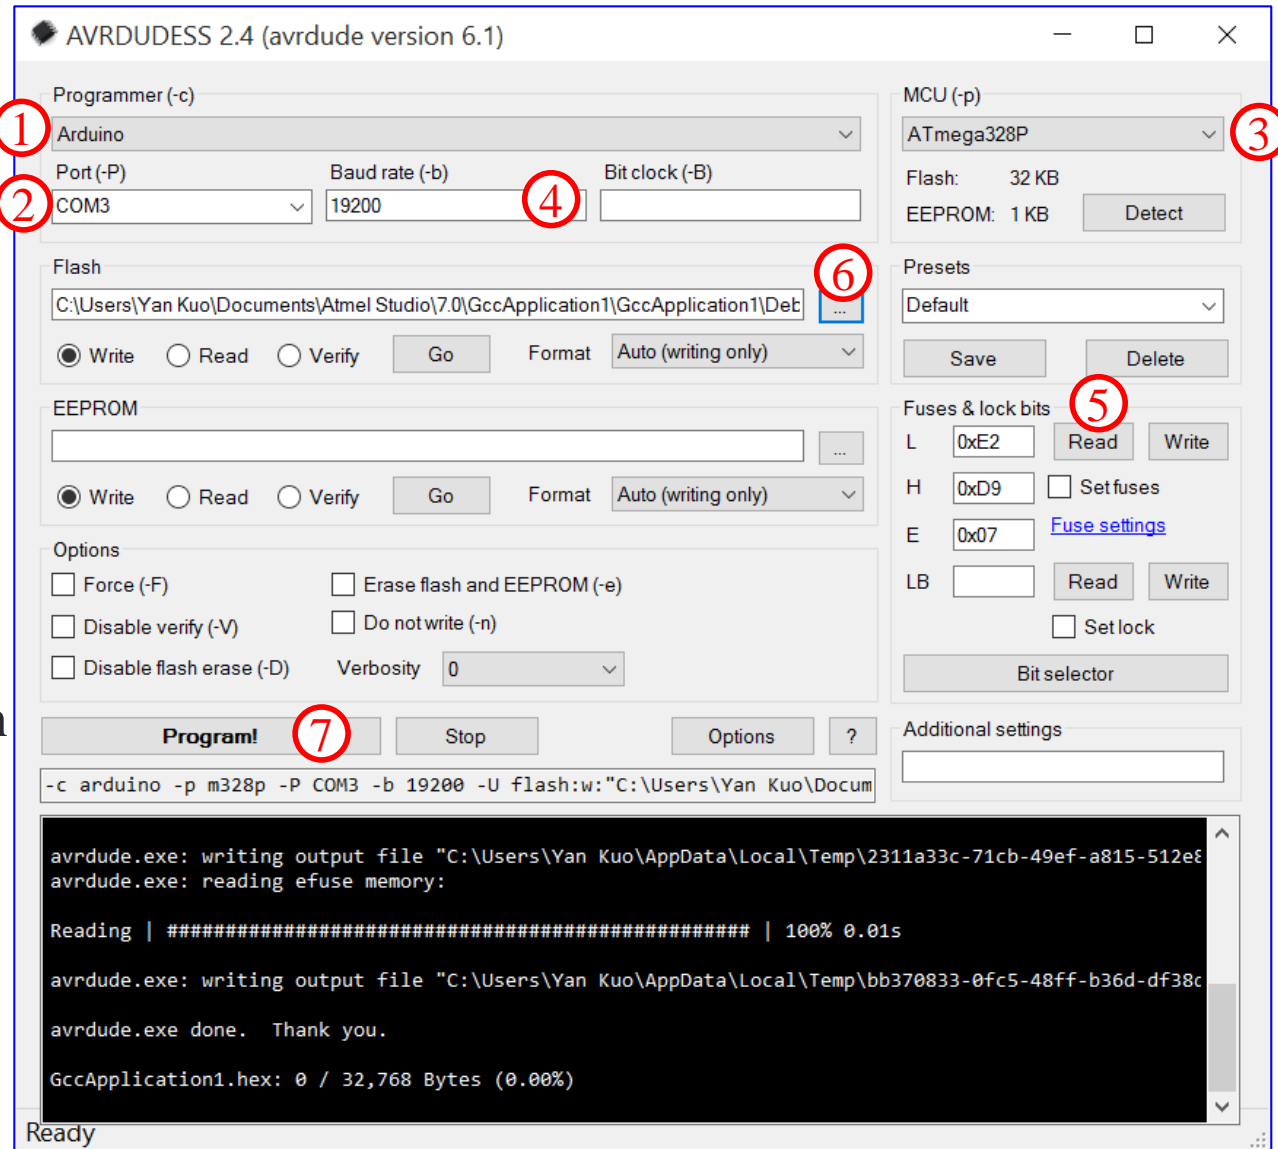 AVRDUDESS 2.4 (avrdude version 6.1)
Programmer (-c)
1
Arduino
Port (-P)
Baud rate (-b)
Bit clock (-B)
2
COM3
19200
4
MCU (-p)
ATmega328P
3
Flash: 32 KB
EEPROM: 1 KB
Detect
Flash
6
C:\Users\Yan Kuo\Documents\Atmel Studio\7.0\GccApplication1\GccApplication1\Deb
...
Write Read Verify Go Format Auto (writing only)
Presets
Default
Save Delete
EEPROM
...
Write Read Verify Go Format Auto (writing only)
Fuses & lock bits
5
L 0xE2 Read Write
H 0xD9 Set fuses
E 0x07 Fuse settings
LB Read Write
Set lock
Bit selector
Options
Force (-F) Erase flash and EEPROM (-e)
Disable verify (-V) Do not write (-n)
Disable flash erase (-D) Verbosity 0
Program! 7 Stop Options ?
Additional settings
-c arduino -p m328p -P COM3 -b 19200 -U flash:w:"C:\Users\Yan Kuo\Docum
avrdude.exe: writing output file "C:\Users\Yan Kuo\AppData\Local\Temp\2311a33c-71cb-49ef-a815-512e8
avrdude.exe: reading efuse memory:
Reading | ################################################## | 100% 0.01s
avrdude.exe: writing output file "C:\Users\Yan Kuo\AppData\Local\Temp\bb370833-0fc5-48ff-b36d-df38c
avrdude.exe done.  Thank you.
GccApplication1.hex: 0 / 32,768 Bytes (0.00%)
Ready